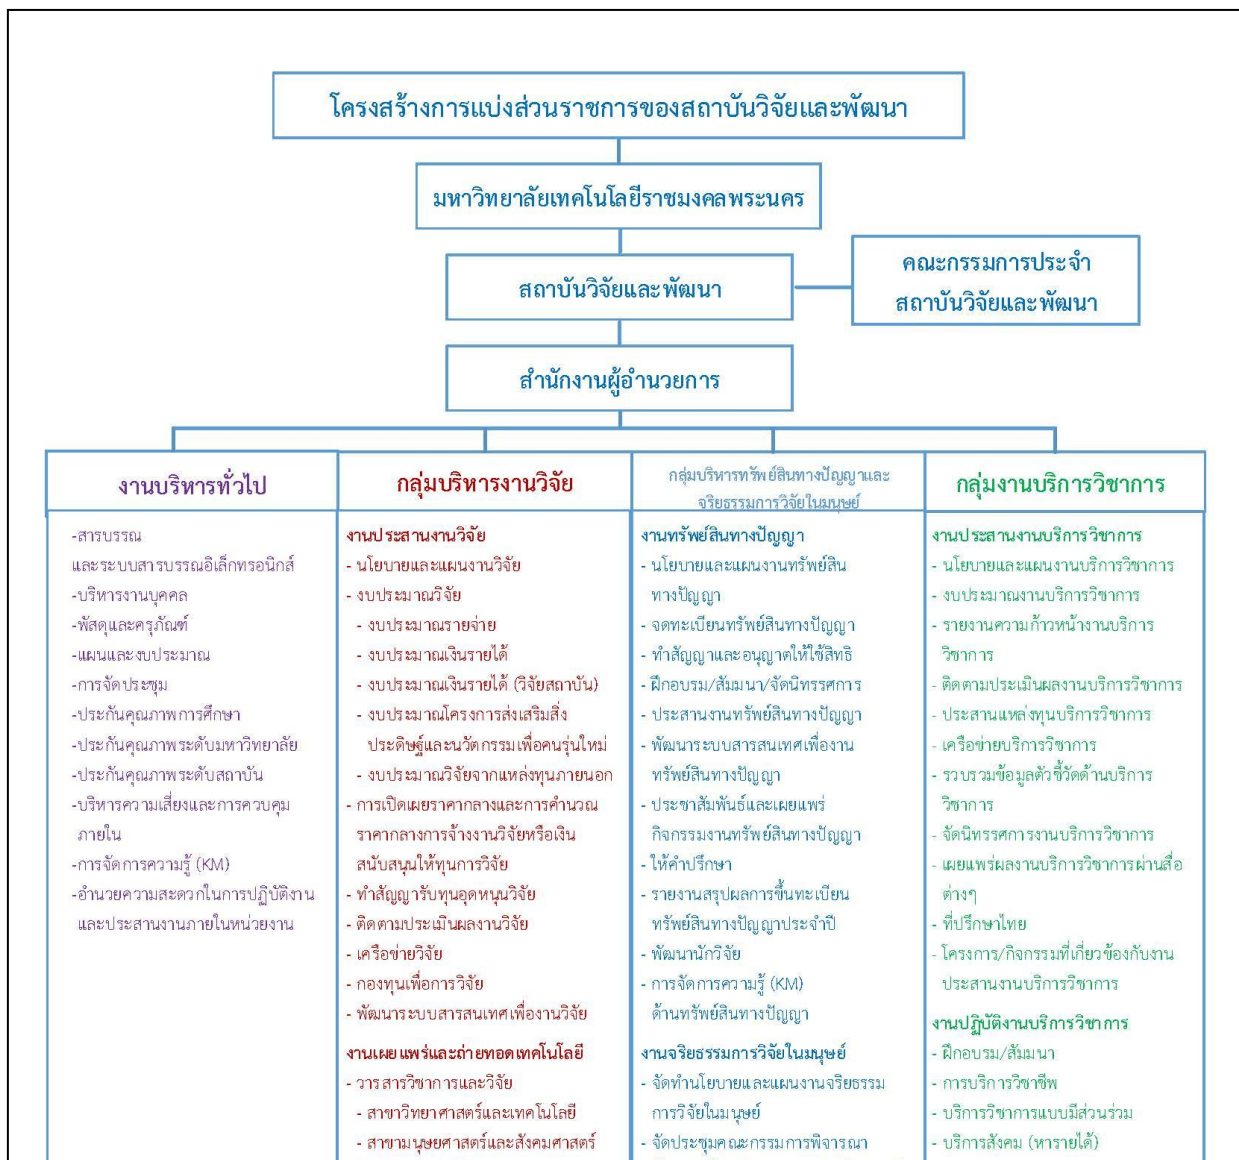 โครงสร้างการแบ่งส่วนราชการของสถาบันวิจัยและพัฒนา
มหาวิทยาลัยเทคโนโลยีราชมงคลพระนคร
สถาบันวิจัยและพัฒนา
คณะกรรมการประจำ
สถาบันวิจัยและพัฒนา
สำนักงานผู้อำนวยการ
งานบริหารทั่วไป
-สารบรรณ
และระบบสารบรรณอิเล็กทรอนิกส์
-บริหารงานบุคคล
-พัสดุและครุภัณฑ์
-แผนและงบประมาณ
-การจัดประชุม
-ประกันคุณภาพการศึกษา
-ประกันคุณภาพระดับมหาวิทยาลัย
-ประกันคุณภาพระดับสถาบัน
-บริหารความเสี่ยงและการควบคุม
ภายใน
-การจัดการความรู้ (KM)
-อำนวยความสะดวกในการปฏิบัติงาน
และประสานงานภายในหน่วยงาน
กลุ่มบริหารงานวิจัย
งานประสานงานวิจัย
- นโยบายและแผนงานวิจัย
- งบประมาณวิจัย
- งบประมาณรายจ่าย
- งบประมาณเงินรายได้
- งบประมาณเงินรายได้ (วิจัยสถาบัน)
- งบประมาณโครงการส่งเสริมสิ่ง
ประดิษฐ์และนวัตกรรมเพื่อคนรุ่นใหม่
- งบประมาณวิจัยจากแหล่งทุนภายนอก
- การเปิดเผยราคากลางและการคำนวณ
ราคากลางการจ้างงานวิจัยหรือเงิน
สนับสนุนให้ทุนการวิจัย
- ทำสัญญารับทุนอุดหนุนวิจัย
- ติดตามประเมินผลงานวิจัย
- เครือข่ายวิจัย
- กองทุนเพื่อการวิจัย
- พัฒนาระบบสารสนเทศเพื่องานวิจัย
งานเผยแพร่และถ่ายทอดเทคโนโลยี
- วารสารวิชาการและวิจัย
- สาขาวิทยาศาสตร์และเทคโนโลยี
- สาขามนุษยศาสตร์และสังคมศาสตร์
กลุ่มบริหารทรัพย์สินทางปัญญาและ
จริยธรรมการวิจัยในมนุษย์
งานทรัพย์สินทางปัญญา
- นโยบายและแผนงานทรัพย์สิน
ทางปัญญา
- จดทะเบียนทรัพย์สินทางปัญญา
- ทำสัญญาและอนุญาตให้ใช้สิทธิ
- ฝึกอบรม/สัมมนา/จัดนิทรรศการ
- ประสานงานทรัพย์สินทางปัญญา
- พัฒนาระบบสารสนเทศเพื่องาน
ทรัพย์สินทางปัญญา
- ประชาสัมพันธ์และเผยแพร่
กิจกรรมงานทรัพย์สินทางปัญญา
- ให้คำปรึกษา
- รายงานสรุปผลการขึ้นทะเบียน
ทรัพย์สินทางปัญญาประจำปี
- พัฒนานักวิจัย
- การจัดการความรู้ (KM)
ด้านทรัพย์สินทางปัญญา
งานจริยธรรมการวิจัยในมนุษย์
- จัดทำนโยบายและแผนงานจริยธรรม
การวิจัยในมนุษย์
- จัดประชุมคณะกรรมการพิจารณา
กลุ่มงานบริการวิชาการ
งานประสานงานบริการวิชาการ
- นโยบายและแผนงานบริการวิชาการ
- งบประมาณงานบริการวิชาการ
- รายงานความก้าวหน้างานบริการ
วิชาการ
- ติดตามประเมินผลงานบริการวิชาการ
- ประสานแหล่งทุนบริการวิชาการ
- เครือข่ายบริการวิชาการ
- รวบรวมข้อมูลตัวชี้วัดด้านบริการ
วิชาการ
- จัดนิทรรศการงานบริการวิชาการ
- เผยแพร่ผลงานบริการวิชาการผ่านสื่อ
ต่างๆ
- ที่ปรึกษาไทย
- โครงการ/กิจกรรมที่เกี่ยวข้องกับงาน
ประสานงานบริการวิชาการ
งานปฏิบัติงานบริการวิชาการ
- ฝึกอบรม/สัมมนา
- การบริการวิชาชีพ
- บริการวิชาการแบบมีส่วนร่วม
- บริการสังคม (หารายได้)